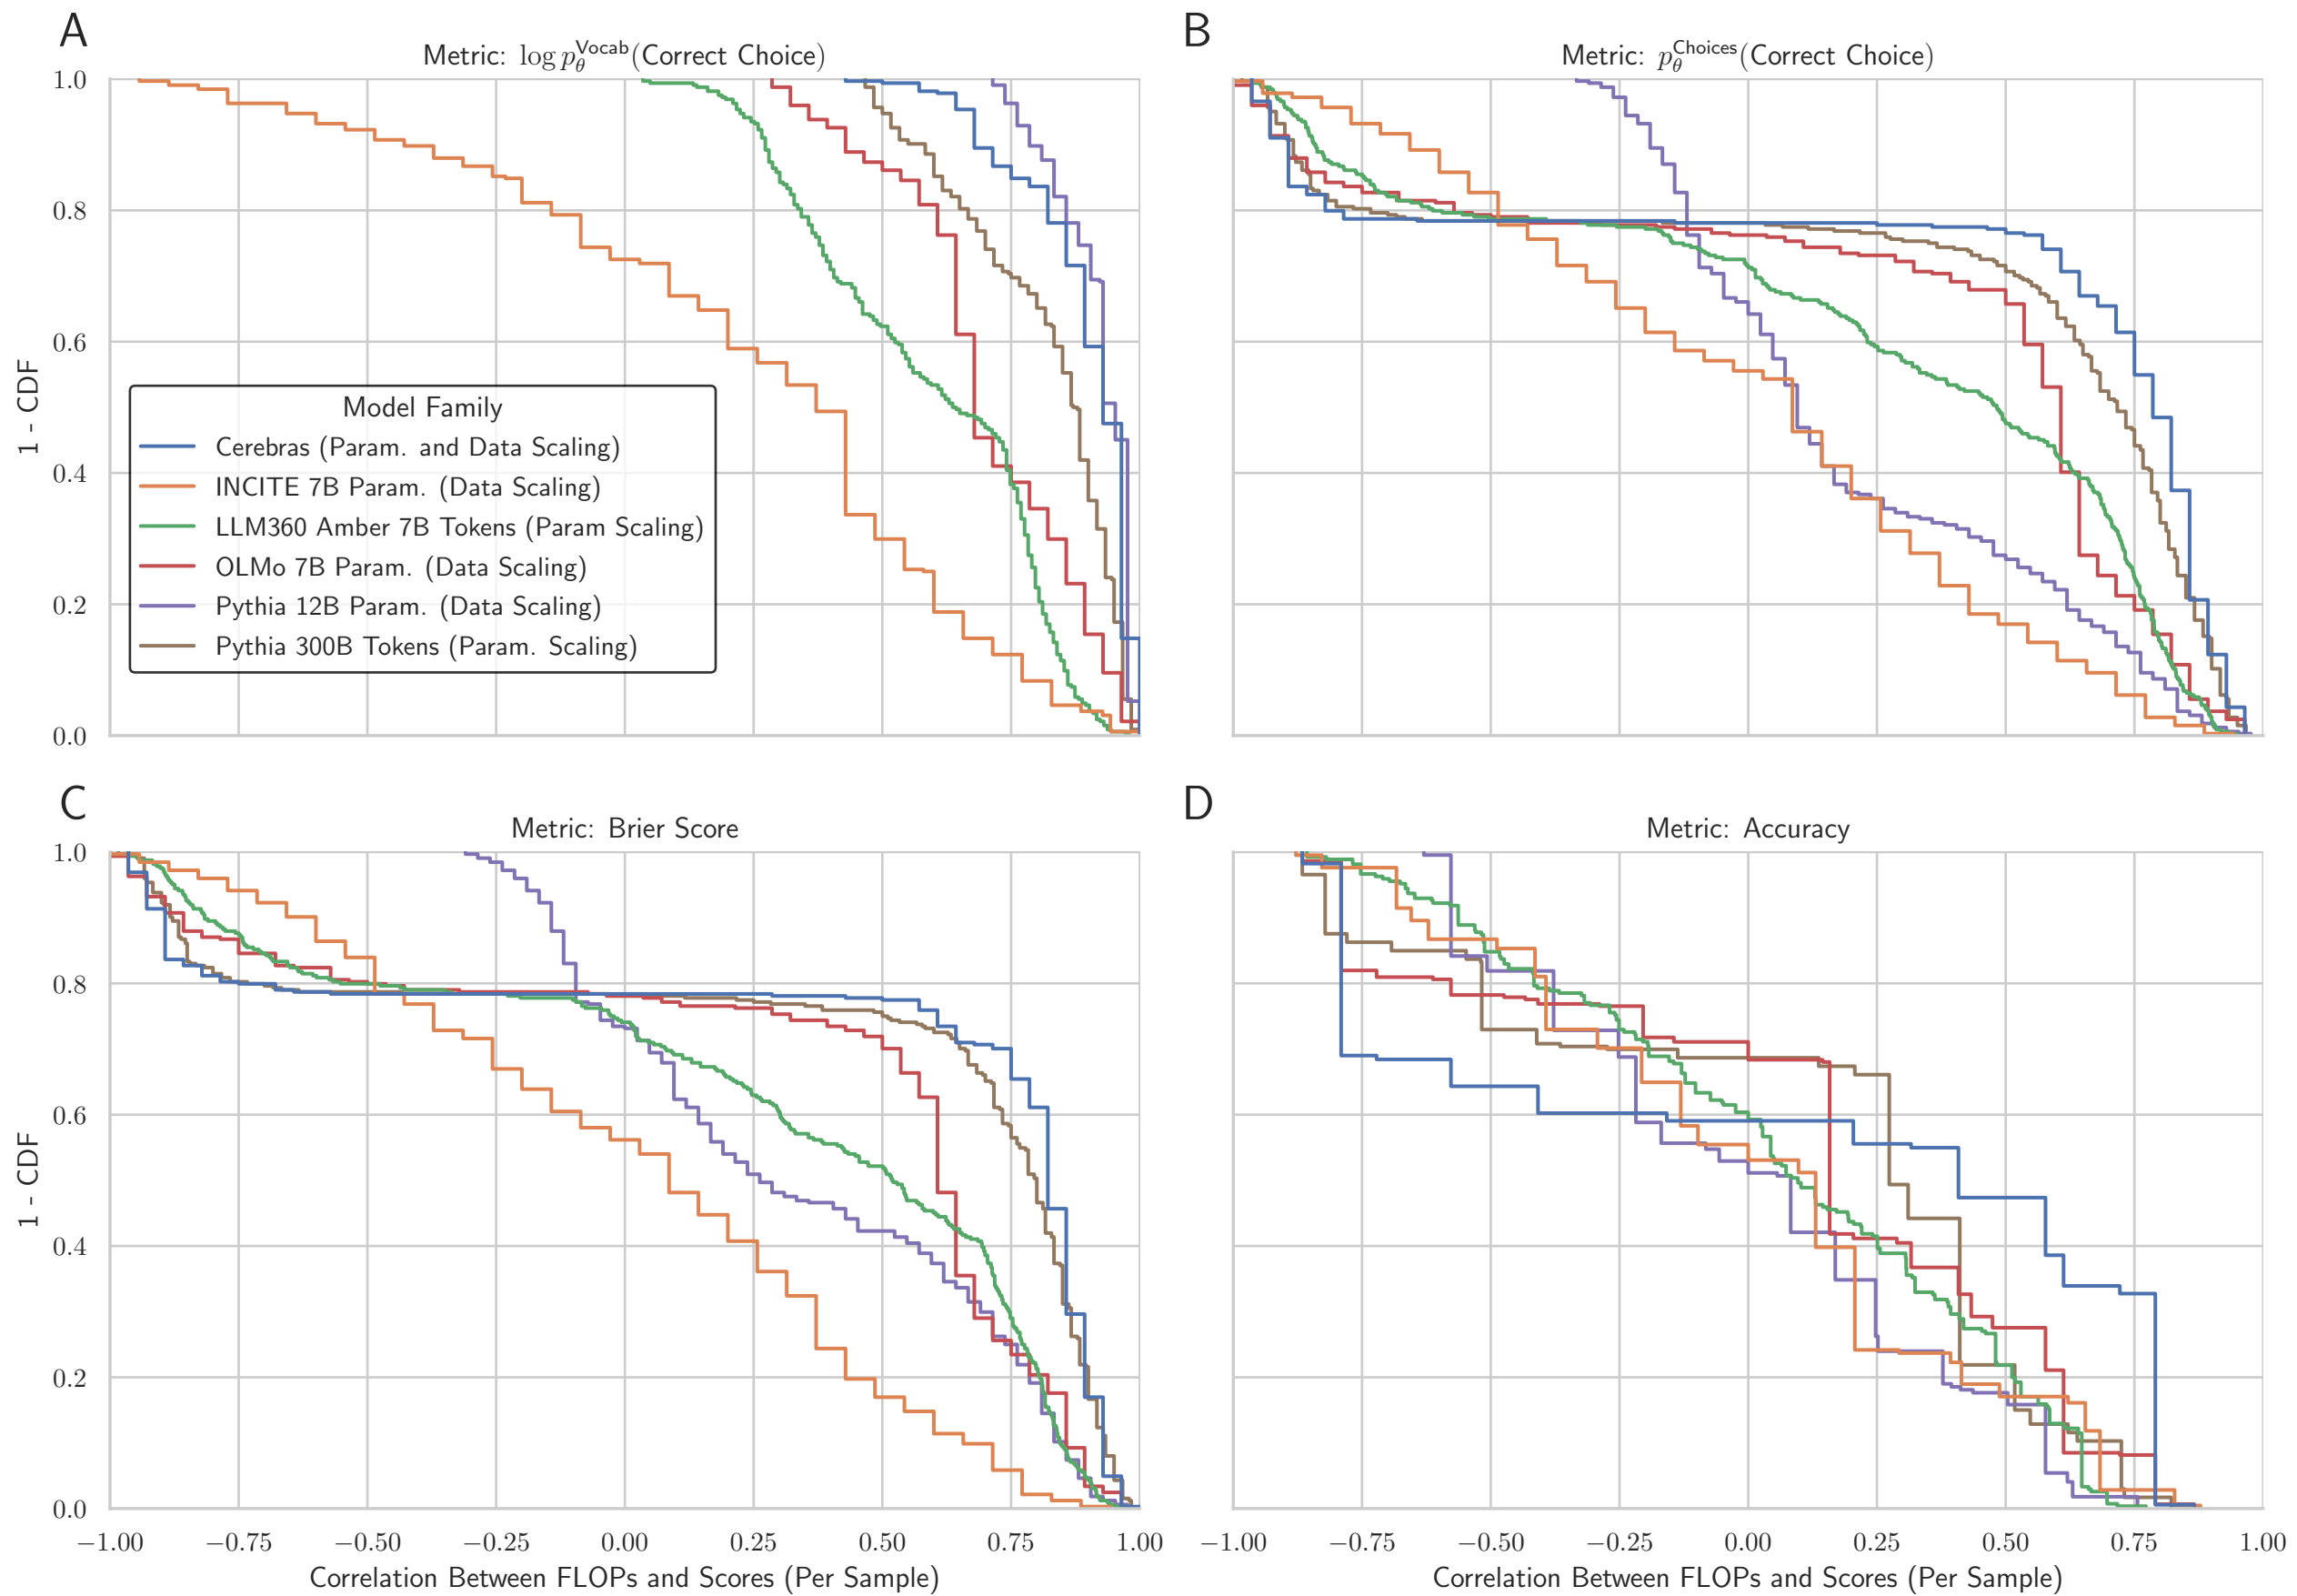 A
Metric: log p_θ^Vocab(Correct Choice)
B
Metric: p_θ^Choices(Correct Choice)
1.0
0.8
0.6
0.4
0.2
0.0
1 - CDF
Model Family
Cerebras (Param. and Data Scaling)
INCITE 7B Param. (Data Scaling)
LLM360 Amber 7B Tokens (Param Scaling)
OLMo 7B Param. (Data Scaling)
Pythia 12B Param. (Data Scaling)
Pythia 300B Tokens (Param. Scaling)
C
Metric: Brier Score
D
Metric: Accuracy
1.0
0.8
0.6
0.4
0.2
0.0
1 - CDF
−1.00 −0.75 −0.50 −0.25 0.00 0.25 0.50 0.75 1.00
Correlation Between FLOPs and Scores (Per Sample)
−1.00 −0.75 −0.50 −0.25 0.00 0.25 0.50 0.75 1.00
Correlation Between FLOPs and Scores (Per Sample)